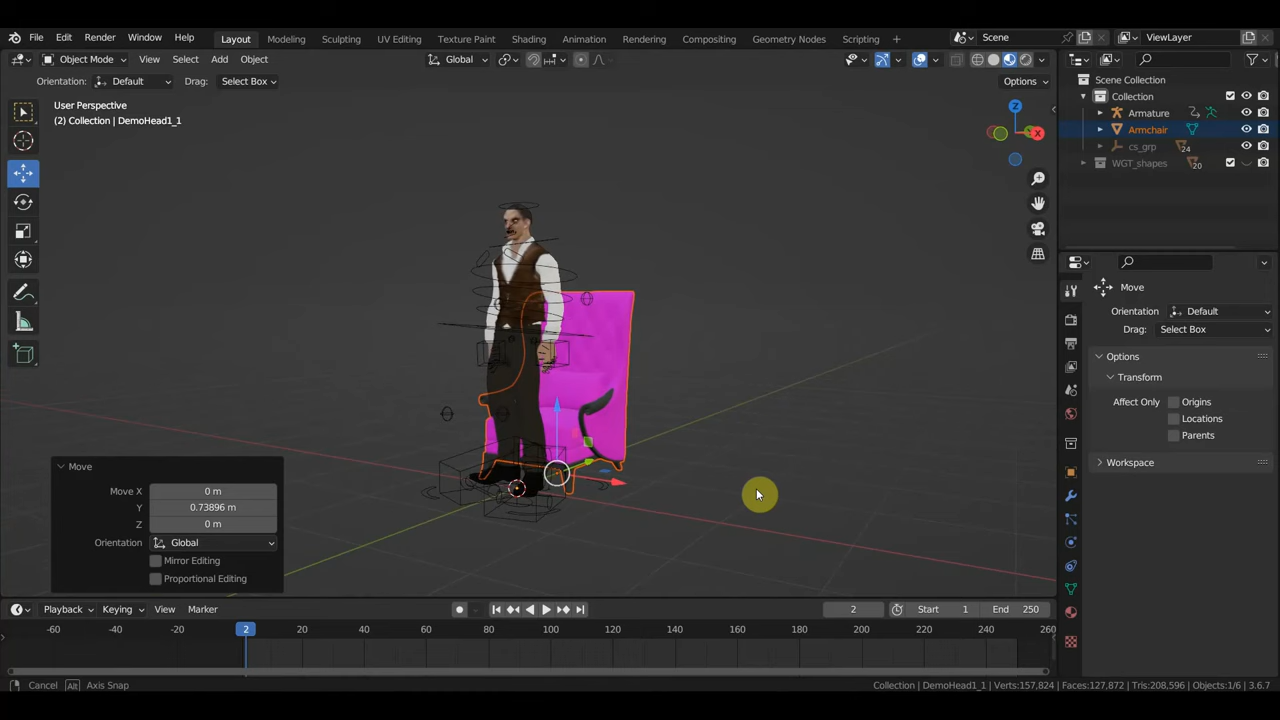 File Edit Render Window Help Layout Modeling Sculpting UV Editing Texture Paint Shading Animation Rendering Compositing Geometry Nodes Scripting + Scene ViewLayer
Object Mode View Select Add Object Global Options
Orientation: Default Drag: Select Box
User Perspective
(2) Collection | DemoHead1_1
Z
X
Scene Collection
Collection
Armature
Armchair
cs_grp 24
WGT_shapes 20
Move
Orientation Default
Drag: Select Box
Options
Transform
Affect Only Origins
Locations
Parents
Workspace
Move
Move X 0 m
Y 0.73896 m
Z 0 m
Orientation Global
Mirror Editing
Proportional Editing
Playback Keying View Marker 2 Start 1 End 250
-60 -40 -20 2 20 40 60 80 100 120 140 160 180 200 220 240 260
Cancel Alt Axis Snap Collection | DemoHead1_1 | Verts:157,824 | Faces:127,872 | Tris:208,596 | Objects:1/6 | 3.6.7